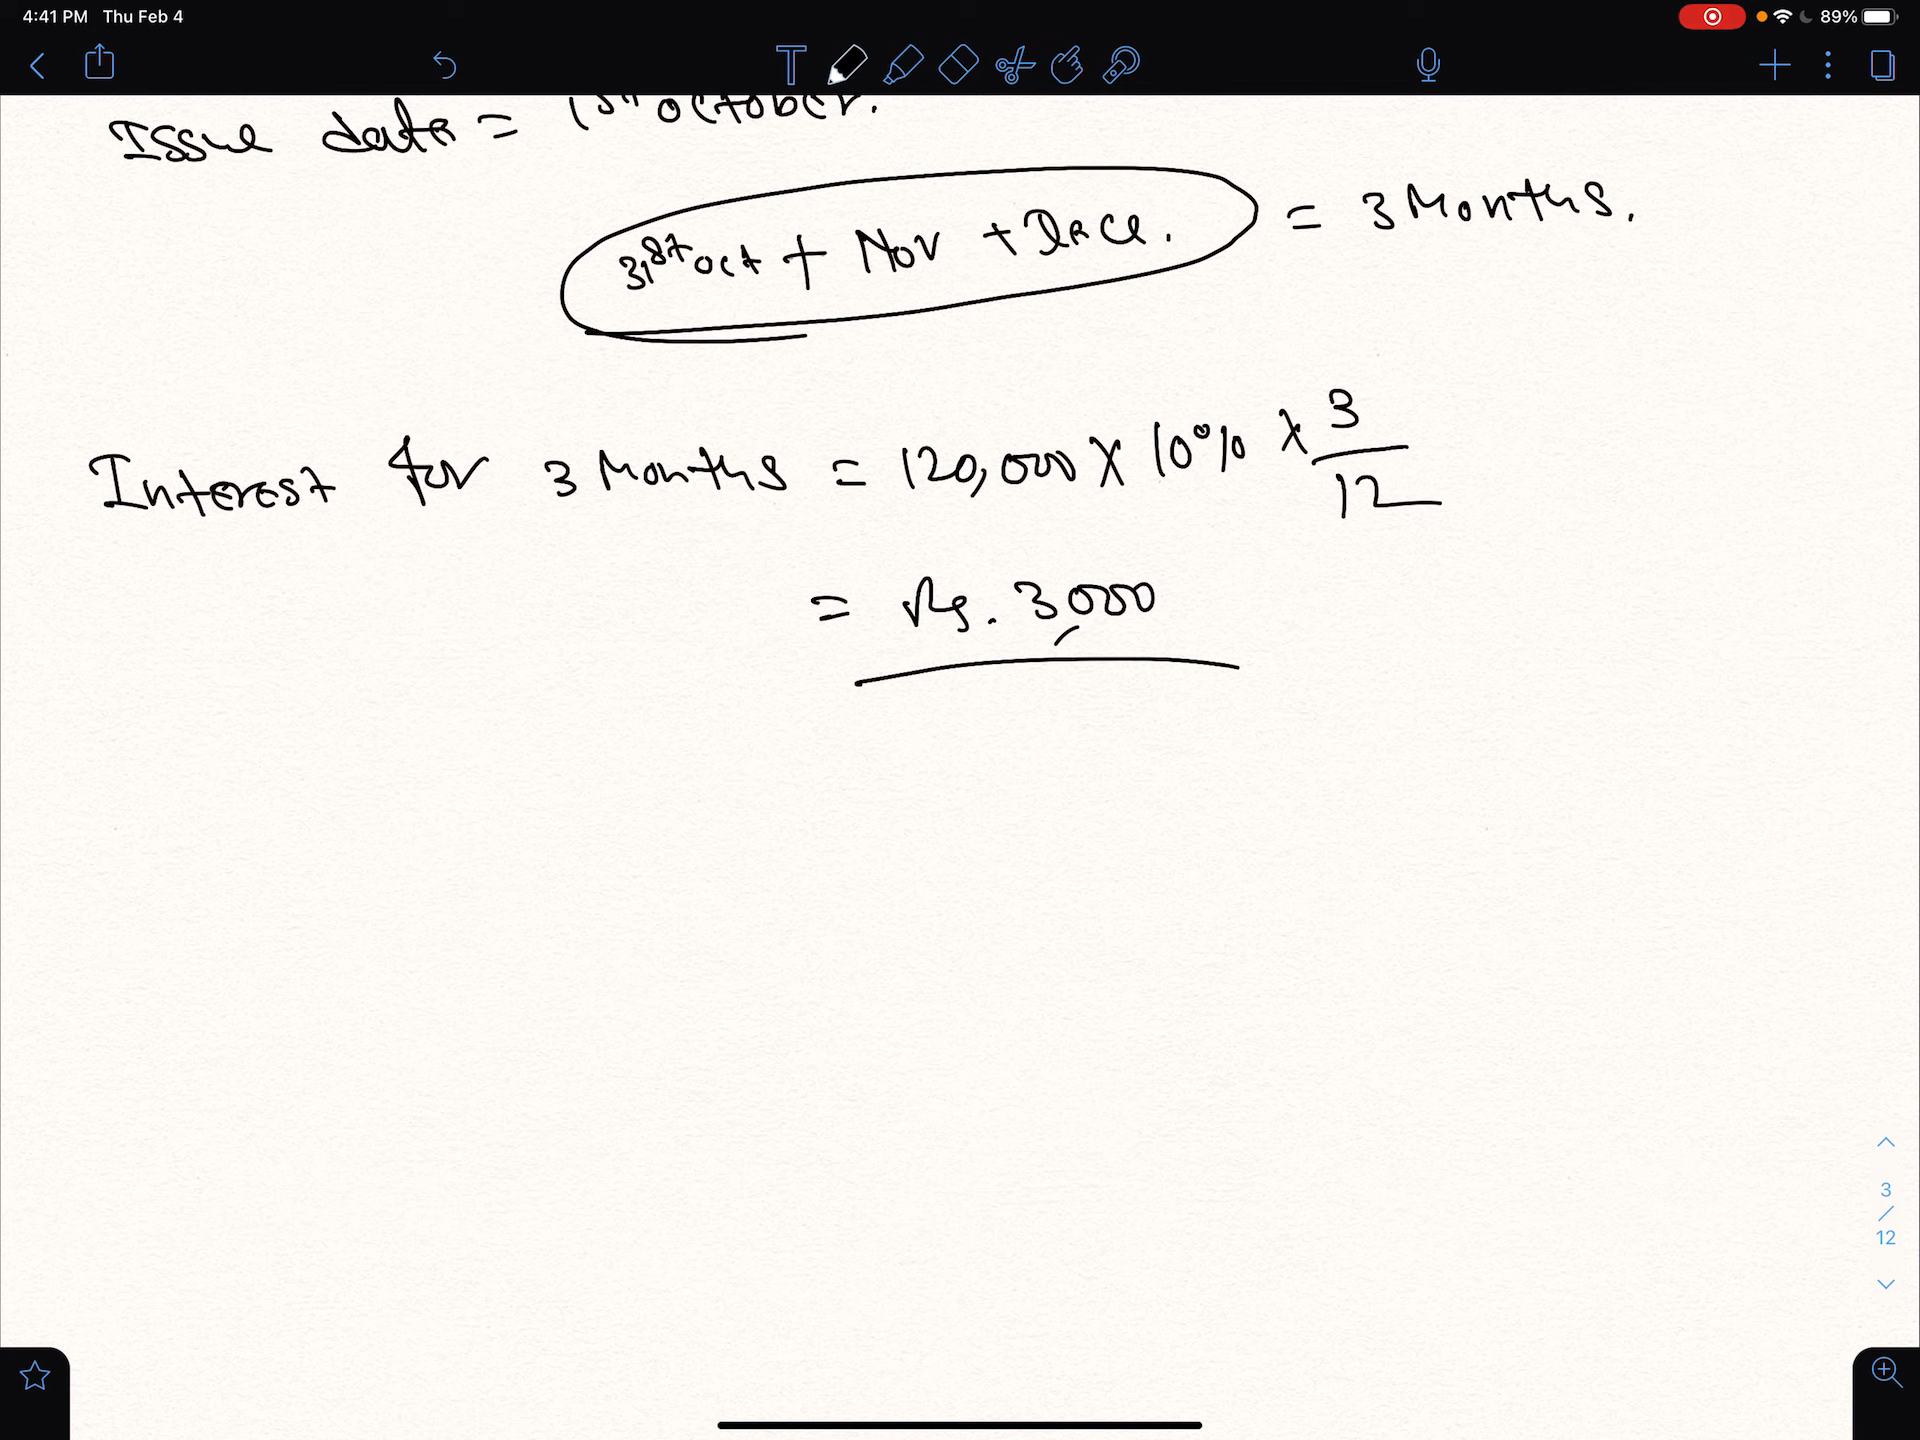 4:41 PM Thu Feb 4
89%
Issue date = 1st october.
31st oct + Nov + Dece. = 3 Months.
Interest for 3 Months = 120,000 X 10% x 3/12
= Rs. 3,000
3
/
12